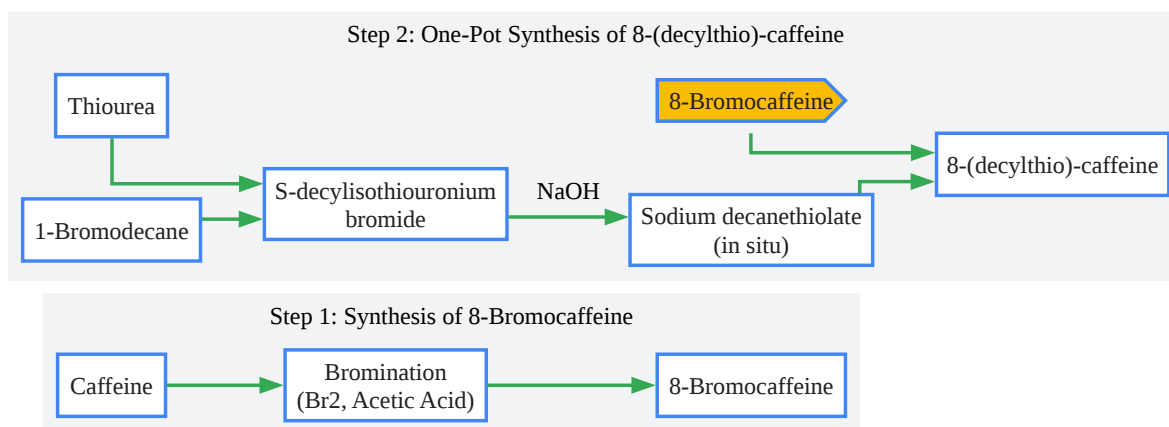 Step 2: One-Pot Synthesis of 8-(decylthio)-caffeine
Thiourea
8-Bromocaffeine
8-(decylthio)-caffeine
S-decylisothiouronium
bromide
NaOH
1-Bromodecane
Sodium decanethiolate
(in situ)
Step 1: Synthesis of 8-Bromocaffeine
Caffeine
Bromination
(Br2, Acetic Acid)
8-Bromocaffeine